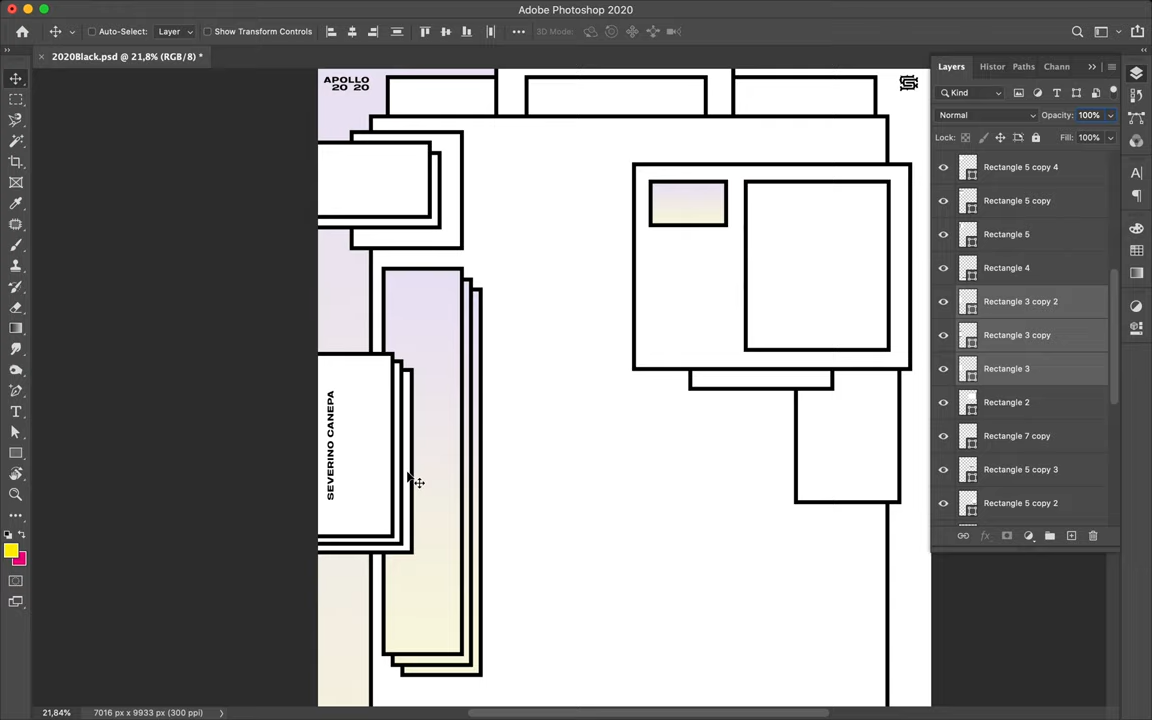 Adobe Photoshop 2020
Auto-Select:
Layer
Show Transform Controls
3D Mode:
2020Black.psd @ 21,8% (RGB/8) *
APOLLO
20 20
SEVERINO CANEPA
Layers
Histor
Paths
Chann
Kind
Normal
Opacity:
100%
Lock:
Fill:
100%
Rectangle 5 copy 4
Rectangle 5 copy
Rectangle 5
Rectangle 4
Rectangle 3 copy 2
Rectangle 3 copy
Rectangle 3
Rectangle 2
Rectangle 7 copy
Rectangle 5 copy 3
Rectangle 5 copy 2
21,84%
7016 px x 9933 px (300 ppi)